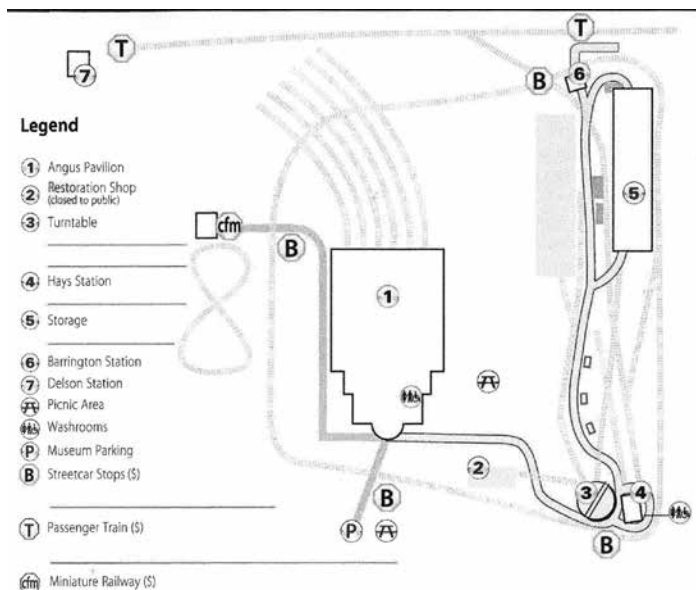 T
T
6
7
B
Legend
1 Angus Pavilion
2 Restoration Shop
(closed to public)
3 Turntable
5
cfm
B
4 Hays Station
1
5 Storage
6 Barrington Station
7 Delson Station
Picnic Area
Washrooms
P Museum Parking
B Streetcar Stops ($)
2
3
4
B
P
B
T Passenger Train ($)
cfm Miniature Railway ($)